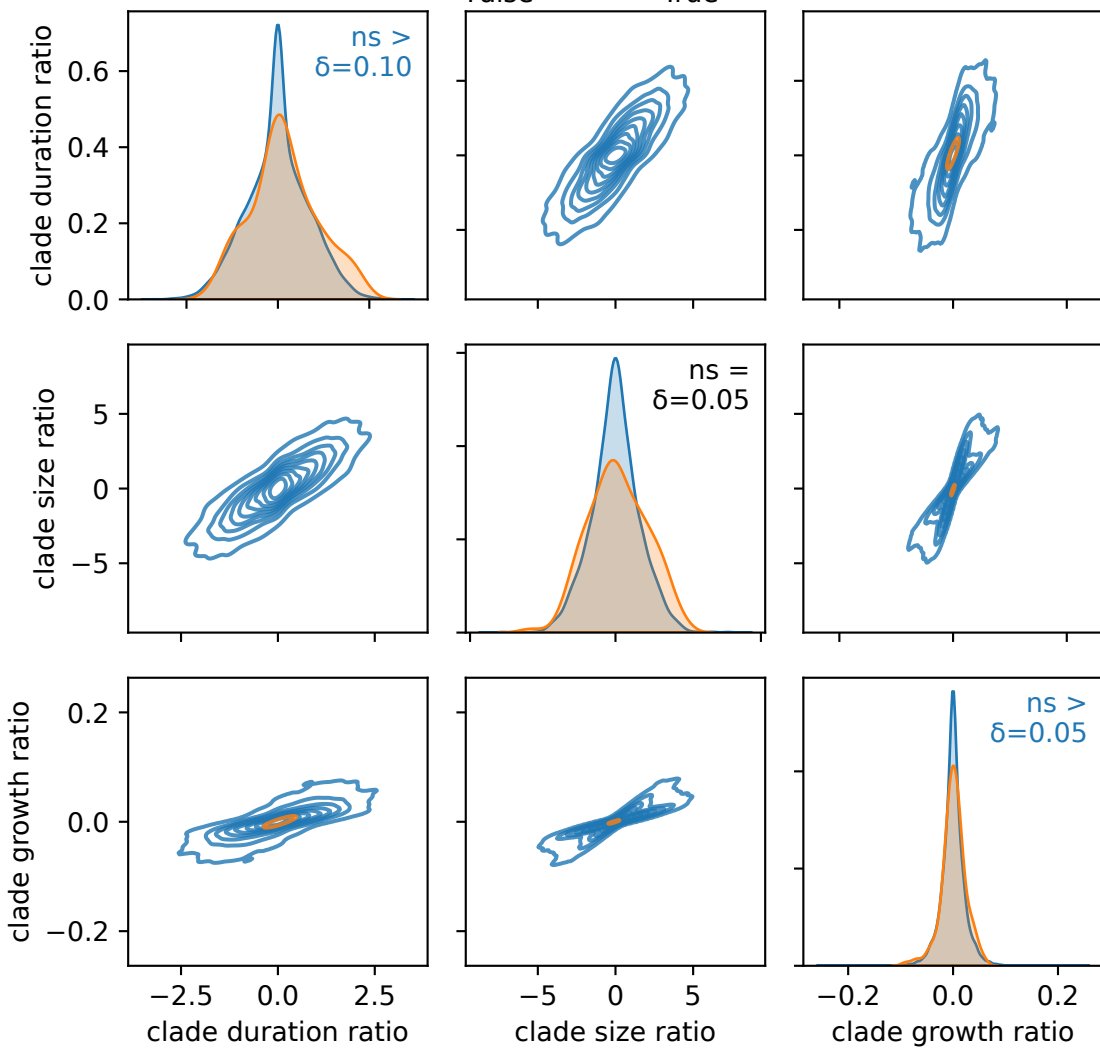 clade duration ratio
0.6
0.4
0.2
0.0
ns >
δ=0.10
clade size ratio
5
0
−5
ns =
δ=0.05
clade growth ratio
0.2
0.0
−0.2
ns >
δ=0.05
−2.5 0.0 2.5
clade duration ratio
−5 0 5
clade size ratio
−0.2 0.0 0.2
clade growth ratio